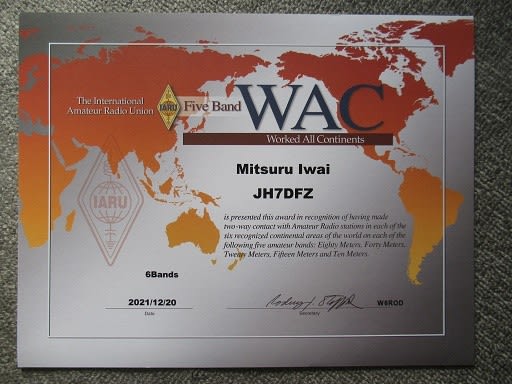 The International
Amateur Radio Union
IARU
Five Band
WAC
Worked All Continents
Mitsuru Iwai
JH7DFZ
is presented this award in recognition of having made
two-way contact with Amateur Radio stations in each of the
six recognized continental areas of the world on each of the
following five amateur bands: Eighty Meters, Forty Meters,
Twenty Meters, Fifteen Meters and Ten Meters.
IARU
6Bands
2021/12/20
W6ROD
Date
Secretary